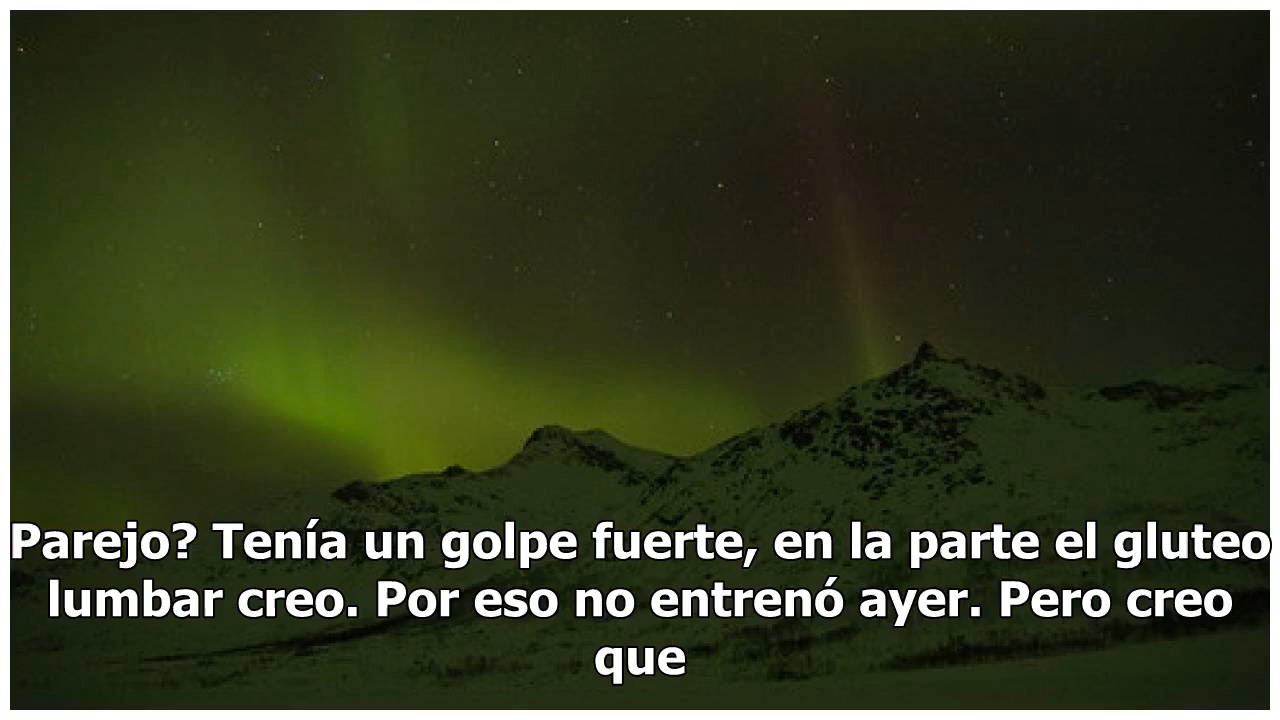 Parejo? Tenía un golpe fuerte, en la parte el gluteo
lumbar creo. Por eso no entrenó ayer. Pero creo
que